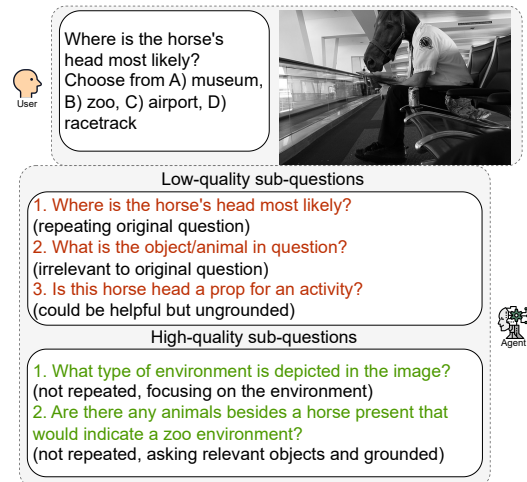 Where is the horse's
head most likely?
Choose from A) museum,
B) zoo, C) airport, D)
racetrack
User
Low-quality sub-questions
1. Where is the horse's head most likely?
(repeating original question)
2. What is the object/animal in question?
(irrelevant to original question)
3. Is this horse head a prop for an activity?
(could be helpful but ungrounded)
Agent
High-quality sub-questions
1. What type of environment is depicted in the image?
(not repeated, focusing on the environment)
2. Are there any animals besides a horse present that
would indicate a zoo environment?
(not repeated, asking relevant objects and grounded)